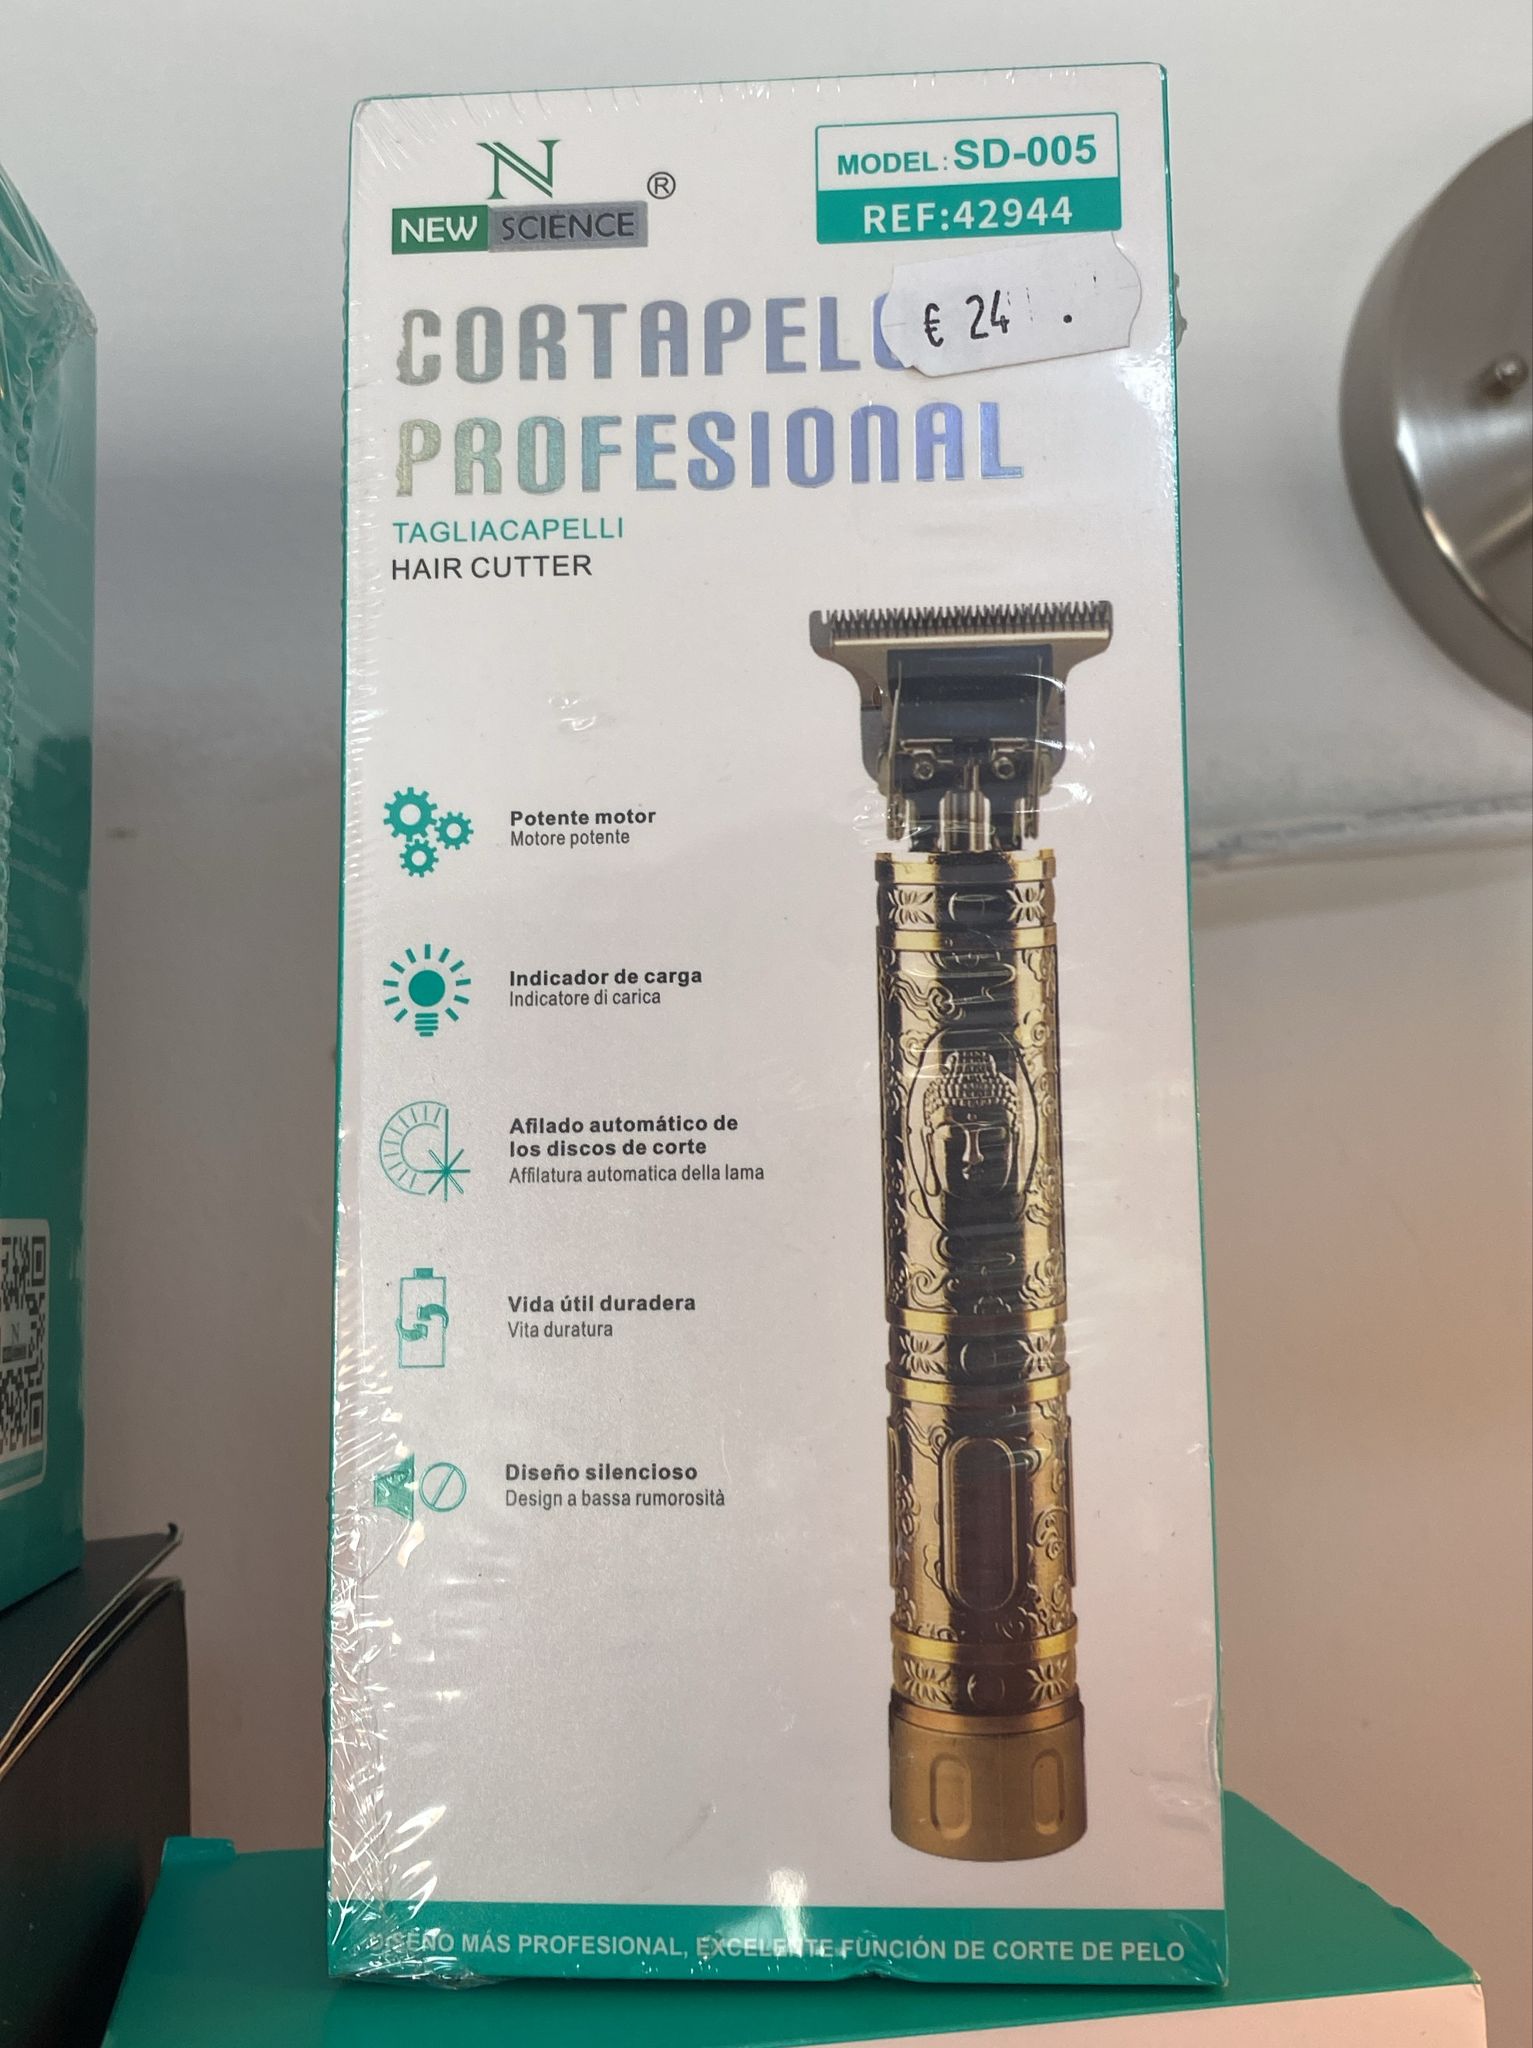 N
NEW SCIENCE ®
MODEL: SD-005
REF:42944
€ 24
CORTAPELO
PROFESIONAL
TAGLIACAPELLI
HAIR CUTTER
Potente motor
Motore potente
Indicador de carga
Indicatore di carica
Afilado automático de
los discos de corte
Affilatura automatica della lama
Vida útil duradera
Vita duratura
Diseño silencioso
Design a bassa rumorosità
DISEÑO MÁS PROFESIONAL, EXCELENTE FUNCIÓN DE CORTE DE PELO